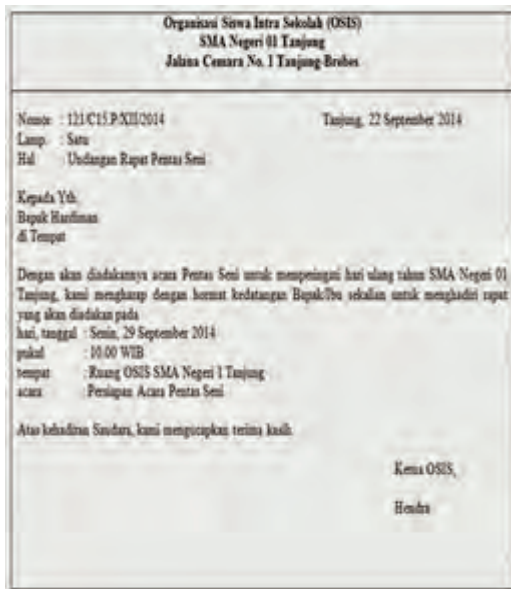 Organisasi Siswa Intra Sekolah (OSIS)
SMA Negeri 01 Tanjung
Jalana Cemara No. 1 Tanjung-Brebes
Nomor : 121/C15.P/XII/2014 Tanjung, 22 September 2014
Lamp. : Satu
Hal : Undangan Rapat Pentas Seni
Kepada Yth.
Bapak Hardiman
di Tempat
Dengan akan diadakannya acara Pentas Seni untuk memperingati hari ulang tahun SMA Negeri 01
Tanjung, kami mengharap dengan hormat kedatangan Bapak/Ibu sekalian untuk menghadiri rapat
yang akan diadakan pada
hari, tanggal : Senin, 29 September 2014
pukul : 10.00 WIB
tempat : Ruang OSIS SMA Negeri 1 Tanjung
acara : Persiapan Acara Pentas Seni
Atas kehadiran Saudara, kami mengucapkan terima kasih.
Ketua OSIS,
Hendra